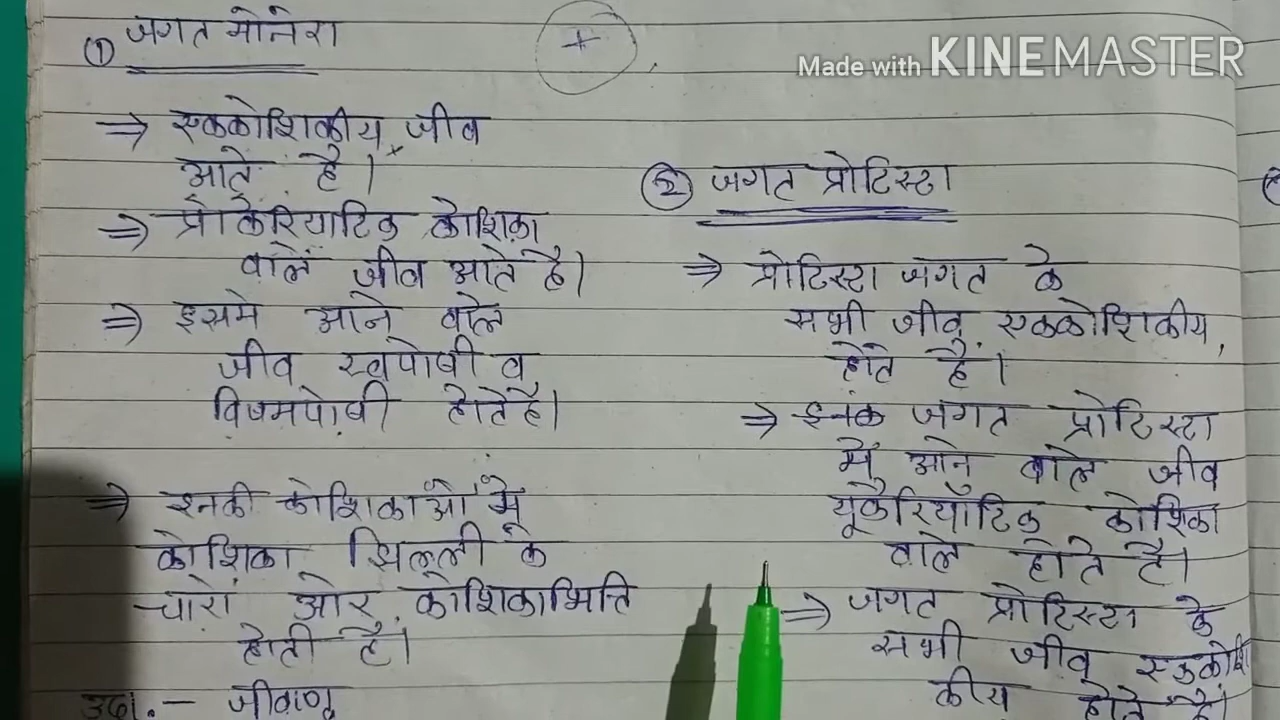 Made with KINEMASTER
① जगत मोनेरा
⇒ एककोशिकीय जीव
आते है।
⇒ प्रोकैरियाटिक कोशिका
वाले जीव आते है।
⇒ इसमे आने वाले
जीव स्वपोषी व
विषमपोषी होते है।
⇒ इनकी कोशिकाओं में
कोशिका झिल्ली के
चारों ओर कोशिकाभित्ति
होती है।
उदा. - जीवाणु
② जगत प्रोटिस्टा
⇒ प्रोटिस्टा जगत के
सभी जीव एककोशिकीय
होते है।
⇒ इनके जगत प्रोटिस्टा
में आने वाले जीव
यूकैरियाटिक कोशिका
वाले होते है।
⇒ जगत प्रोटिस्टा के
सभी जीव एककोशि
कीय होते है।